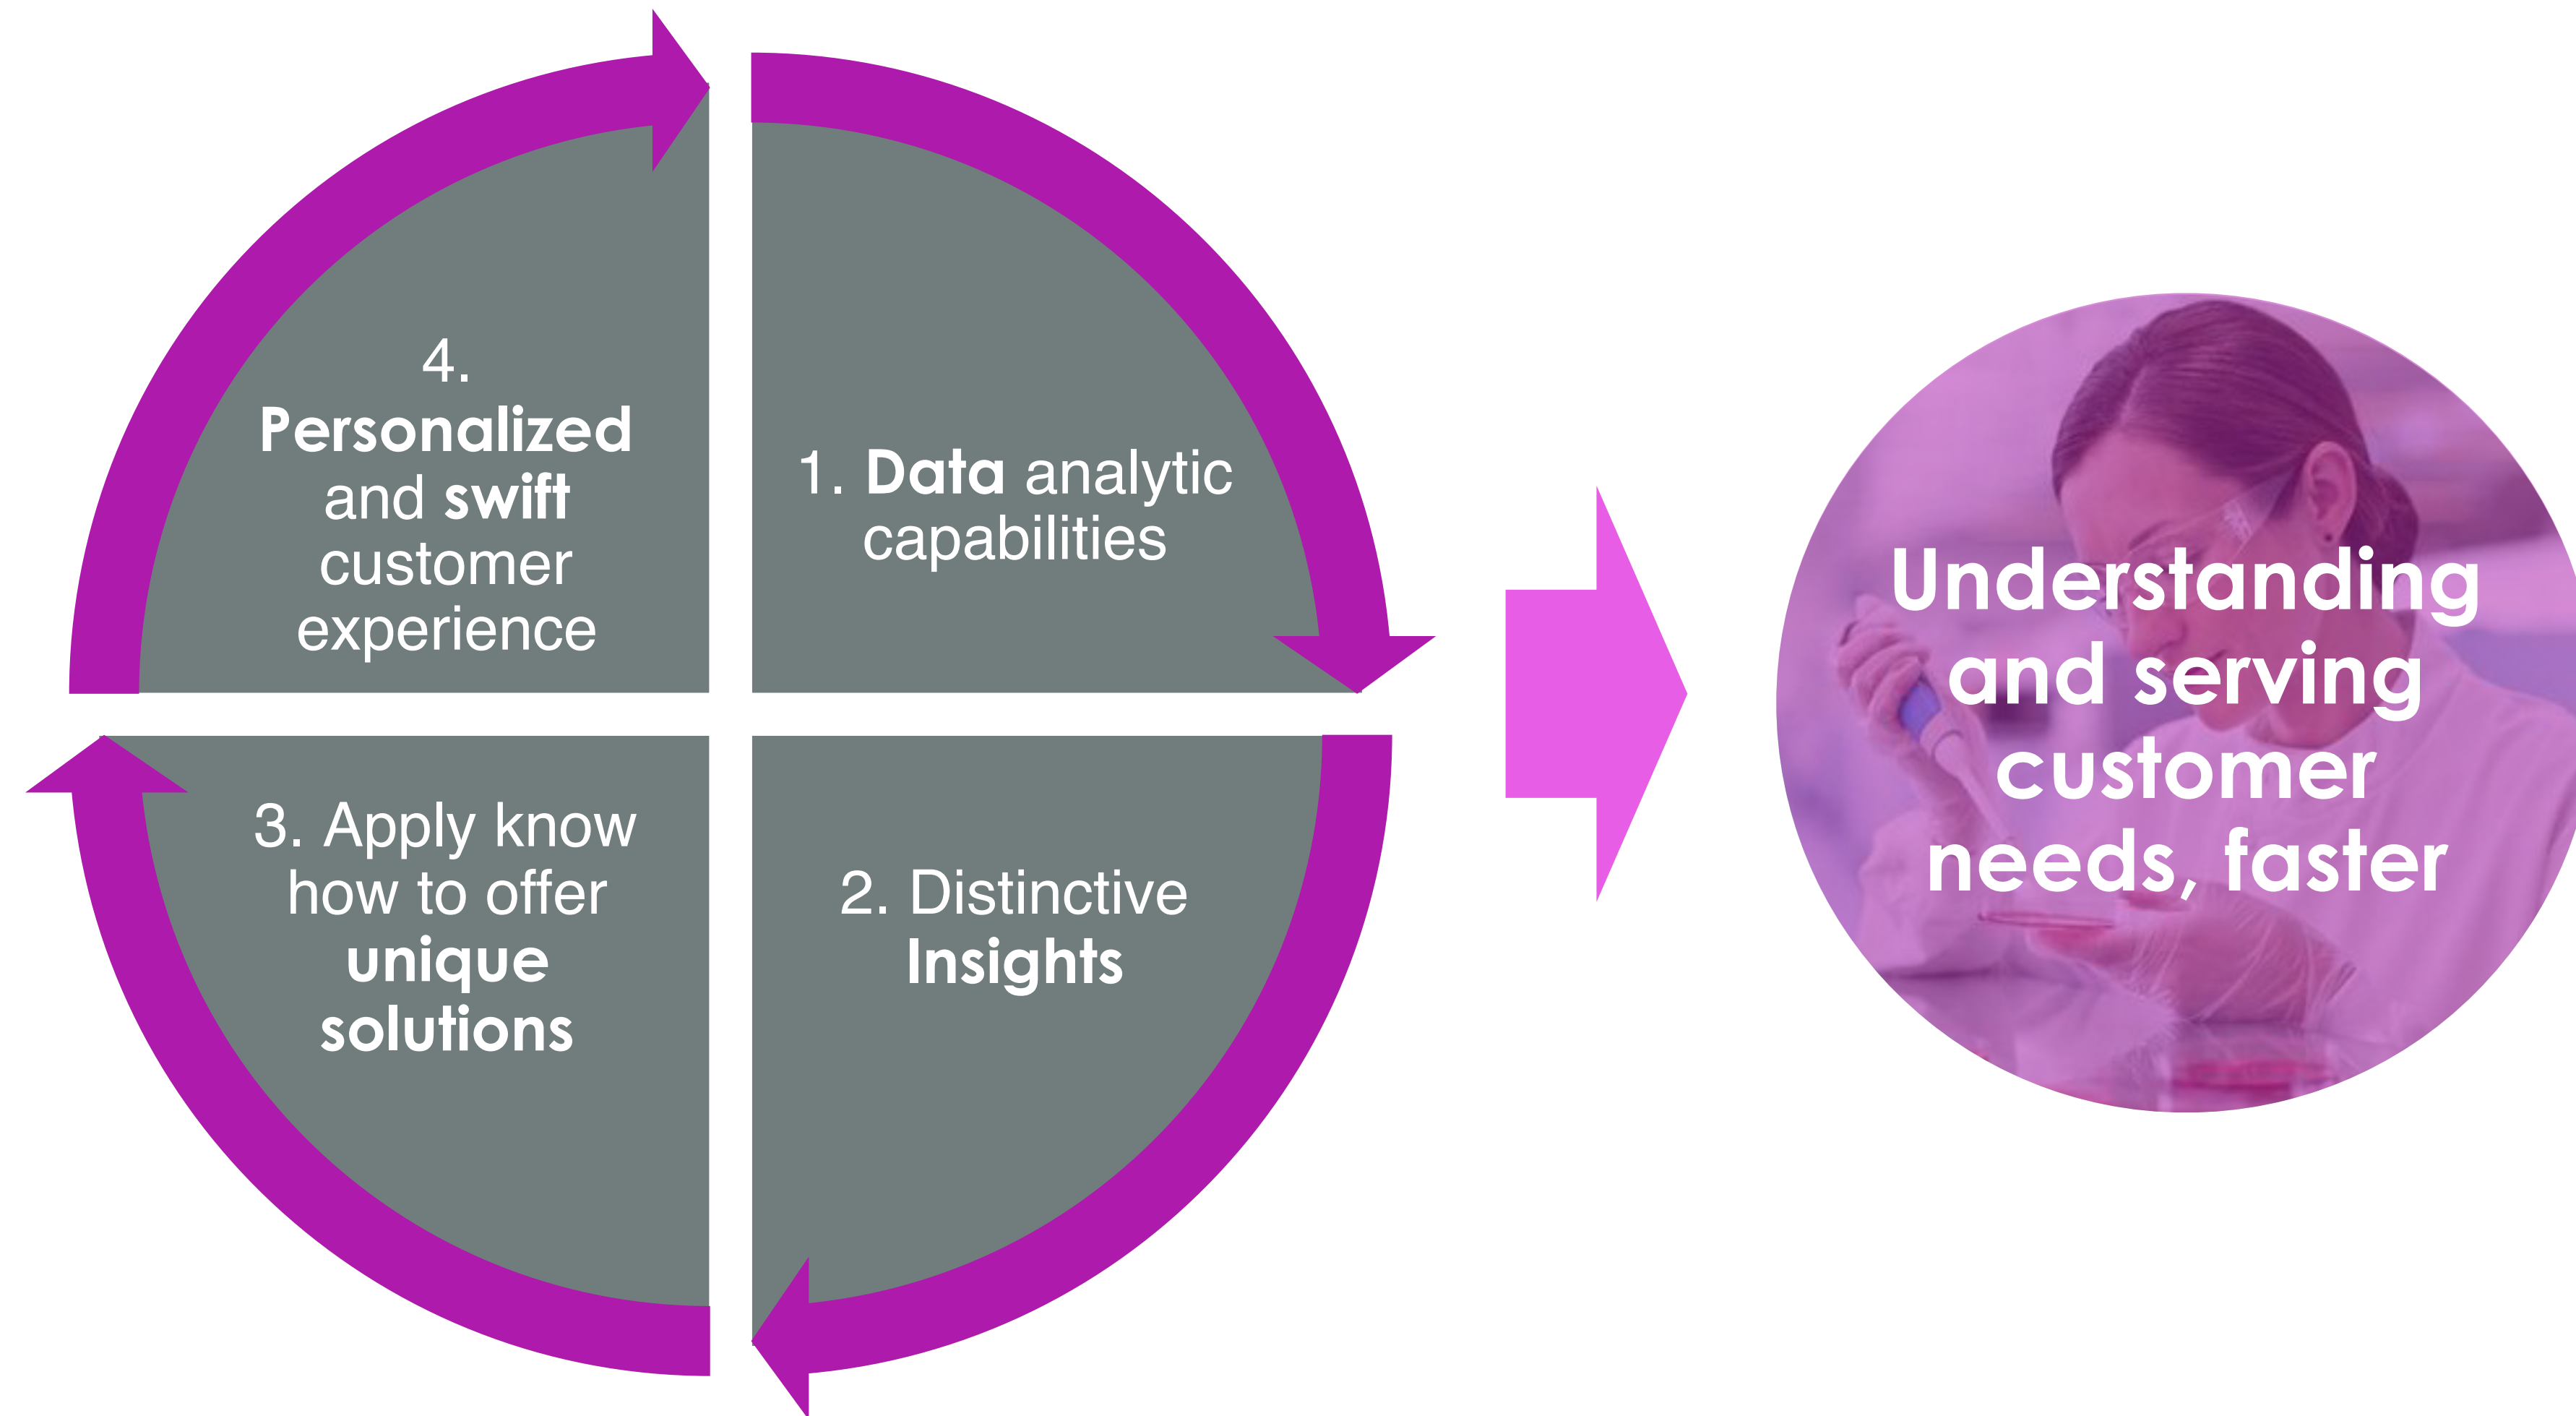 4.
Personalized
and swift
customer
experience
1. Data analytic
capabilities
3. Apply know
how to offer
unique
solutions
2. Distinctive
Insights
Understanding
and serving
customer
needs, faster